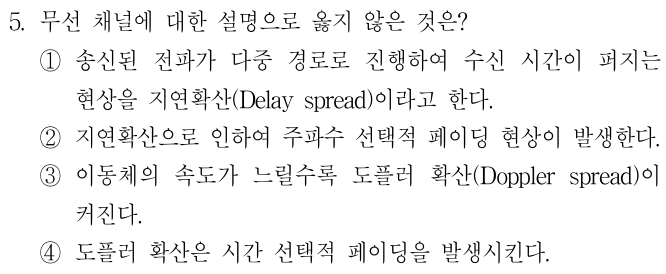 5. 무선 채널에 대한 설명으로 옳지 않은 것은?
① 송신된 전파가 다중 경로로 진행하여 수신 시간이 퍼지는
현상을 지연확산(Delay spread)이라고 한다.
② 지연확산으로 인하여 주파수 선택적 페이딩 현상이 발생한다.
③ 이동체의 속도가 느릴수록 도플러 확산(Doppler spread)이
커진다.
④ 도플러 확산은 시간 선택적 페이딩을 발생시킨다.